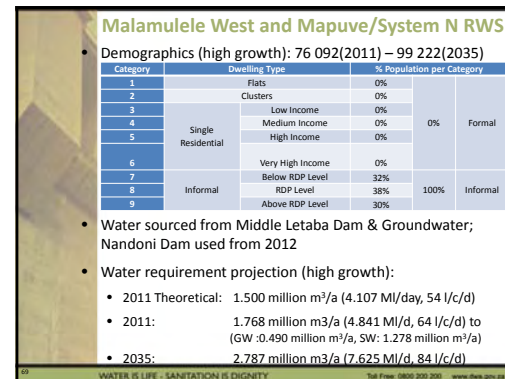 Malamulele West and Mapuve/System N RWS
• Demographics (high growth): 76 092(2011) – 99 222(2035)
Category Dwelling Type % Population per Category
1 Flats 0%
2 Clusters 0%
3 Low Income 0%
4 Single Residential Medium Income 0% 0% Formal
5 High Income 0%
6 Very High Income 0%
7 Below RDP Level 32%
8 Informal RDP Level 38% 100% Informal
9 Above RDP Level 30%
• Water sourced from Middle Letaba Dam & Groundwater;
Nandoni Dam used from 2012
• Water requirement projection (high growth):
• 2011 Theoretical: 1.500 million m³/a (4.107 Ml/day, 54 l/c/d)
• 2011: 1.768 million m3/a (4.841 Ml/d, 64 l/c/d) to
(GW :0.490 million m³/a, SW: 1.278 million m³/a)
• 2035: 2.787 million m3/a (7.625 Ml/d, 84 l/c/d)
69
WATER IS LIFE - SANITATION IS DIGNITY Toll Free: 0800 200 200 www.dwa.gov.za